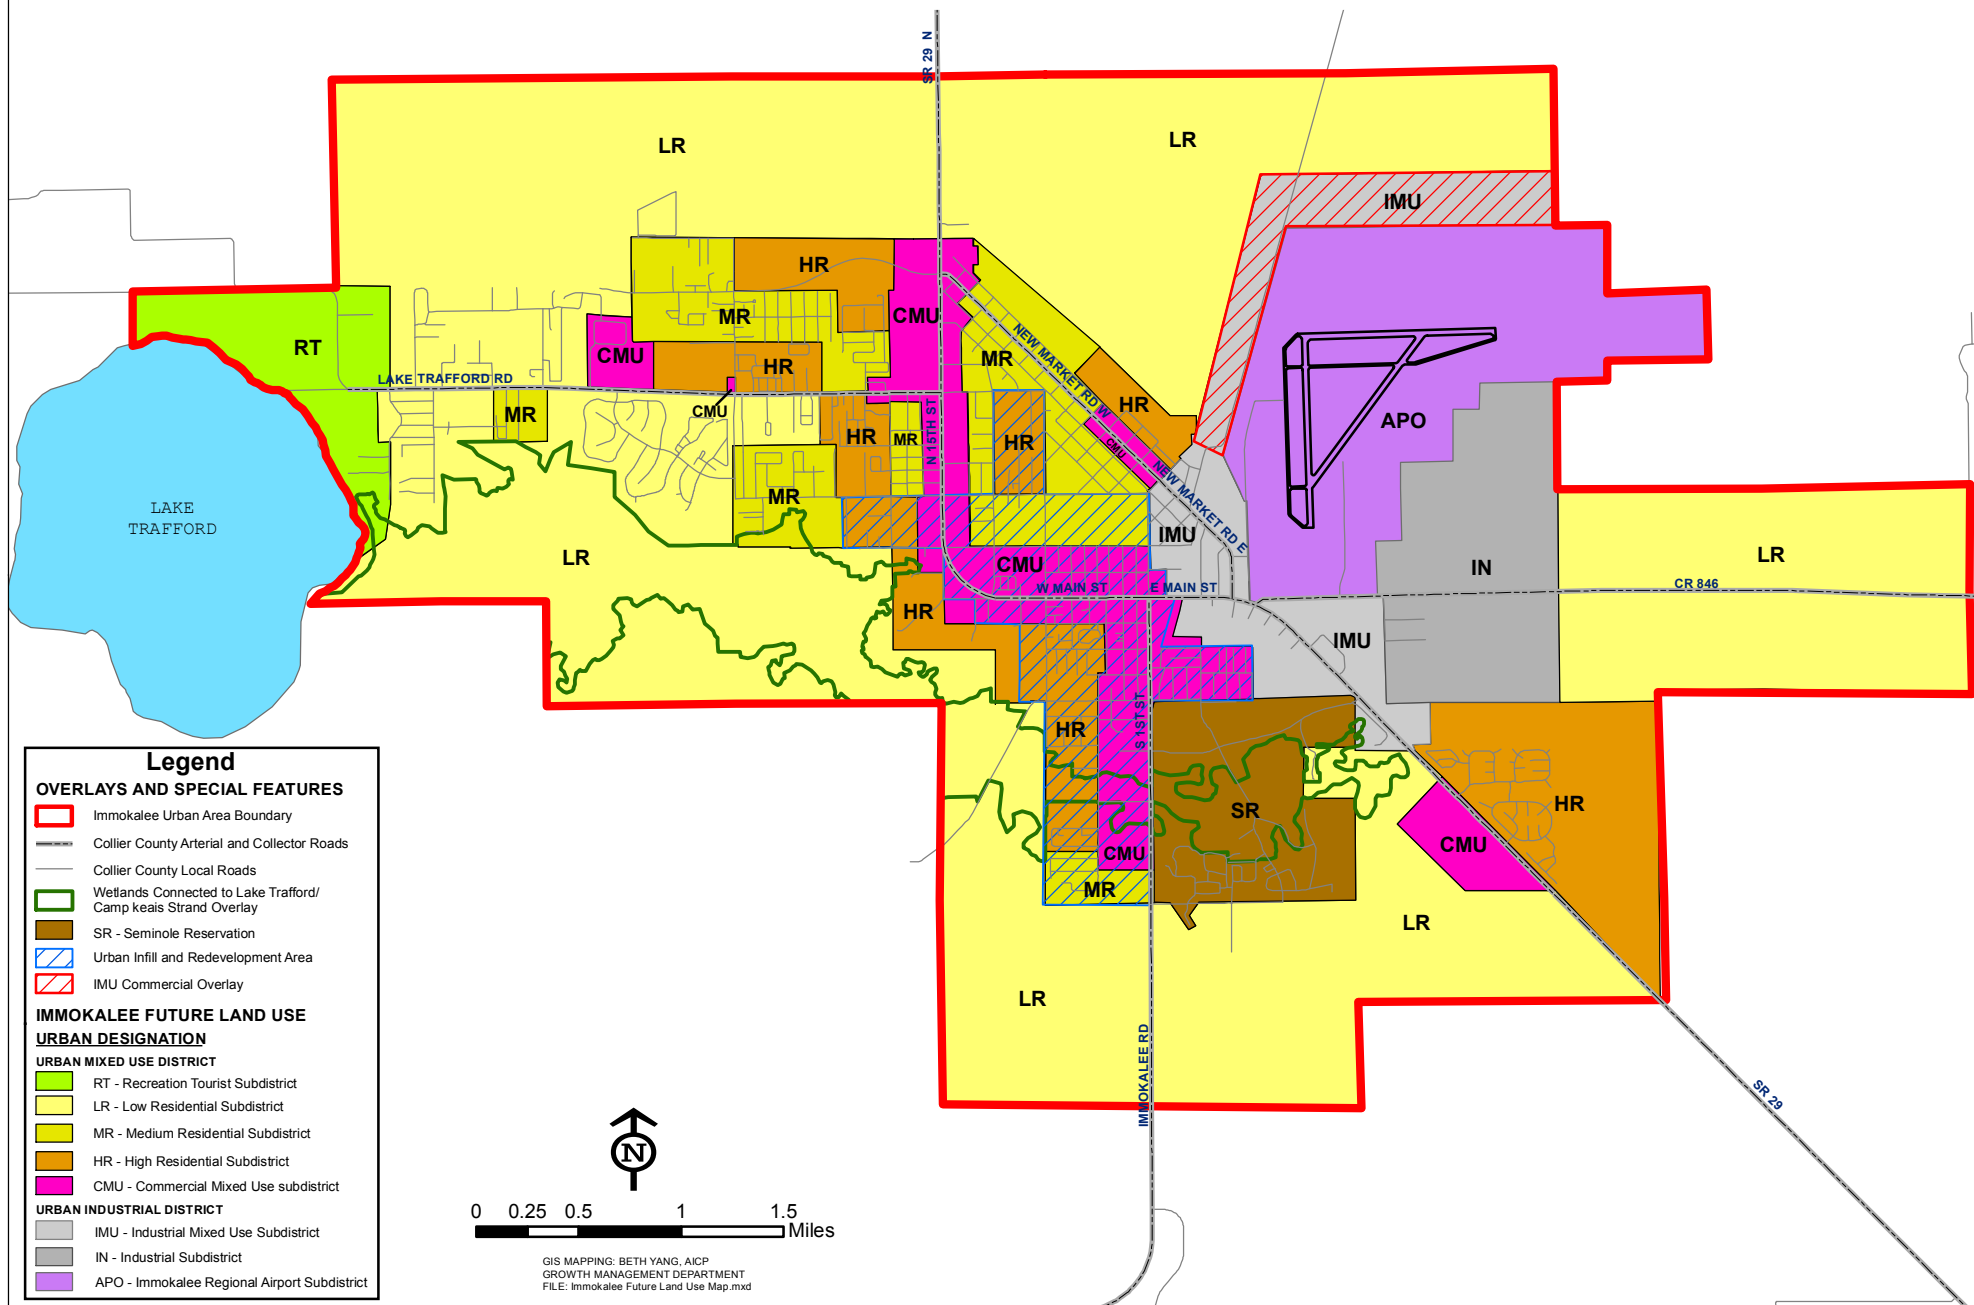 SR 29 N
LR
LR
IMU
HR
CMU
MR
RT
CMU
HR
MR
NEW MARKET RD W
LAKE TRAFFORD RD
CMU
MR
HR
APO
N 15TH ST
HR
MR
HR
CMU
NEW MARKET RD E
MR
LAKE
TRAFFORD
IMU
LR
CMU
IN
LR
W MAIN ST
E MAIN ST
CR 846
HR
IMU
S 1ST ST
HR
SR
HR
CMU
CMU
MR
LR
LR
IMMOKALEE RD
SR 29
Legend
OVERLAYS AND SPECIAL FEATURES
Immokalee Urban Area Boundary
Collier County Arterial and Collector Roads
Collier County Local Roads
Wetlands Connected to Lake Trafford/
Camp keais Strand Overlay
SR - Seminole Reservation
Urban Infill and Redevelopment Area
IMU Commercial Overlay
IMMOKALEE FUTURE LAND USE
URBAN DESIGNATION
URBAN MIXED USE DISTRICT
RT - Recreation Tourist Subdistrict
LR - Low Residential Subdistrict
MR - Medium Residential Subdistrict
HR - High Residential Subdistrict
CMU - Commercial Mixed Use subdistrict
URBAN INDUSTRIAL DISTRICT
IMU - Industrial Mixed Use Subdistrict
IN - Industrial Subdistrict
APO - Immokalee Regional Airport Subdistrict
N
0 0.25 0.5 1 1.5
Miles
GIS MAPPING: BETH YANG, AICP
GROWTH MANAGEMENT DEPARTMENT
FILE: Immokalee Future Land Use Map.mxd